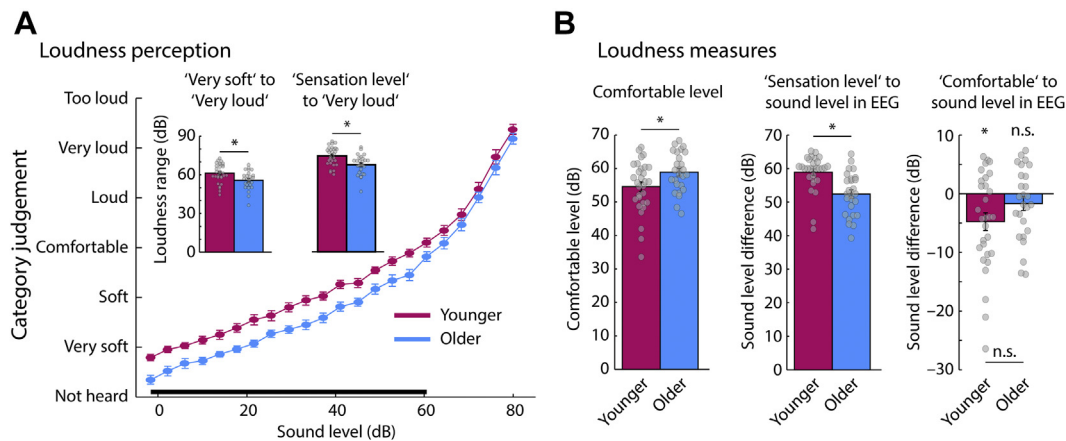 A
Loudness perception
'Very soft' to
'Very loud'
'Sensation level'
to 'Very loud'
Too loud
Very loud
Loud
Comfortable
Soft
Very soft
Not heard
Category judgement
Loudness range (dB)
90
60
30
0
*
*
Younger
Older
0
20
40
60
80
Sound level (dB)
B
Loudness measures
Comfortable level
Comfortable level (dB)
70
60
50
40
30
20
10
0
*
Younger
Older
'Sensation level' to
sound level in EEG
Sound level difference (dB)
70
60
50
40
30
20
10
0
*
Younger
Older
'Comfortable' to
sound level in EEG
Sound level difference (dB)
10
0
−10
−20
−30
*
n.s.
n.s.
Younger
Older